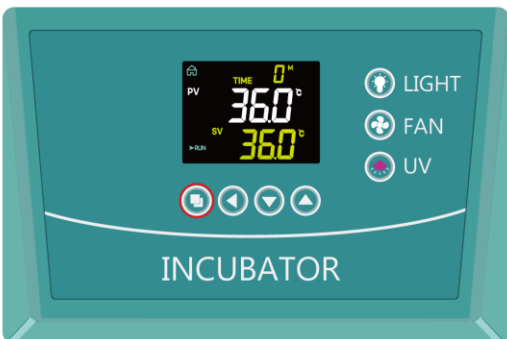 TIME 0 M
PV 36.0 °C
SV 36.0 °C
➤RUN
LIGHT
FAN
UV
INCUBATOR